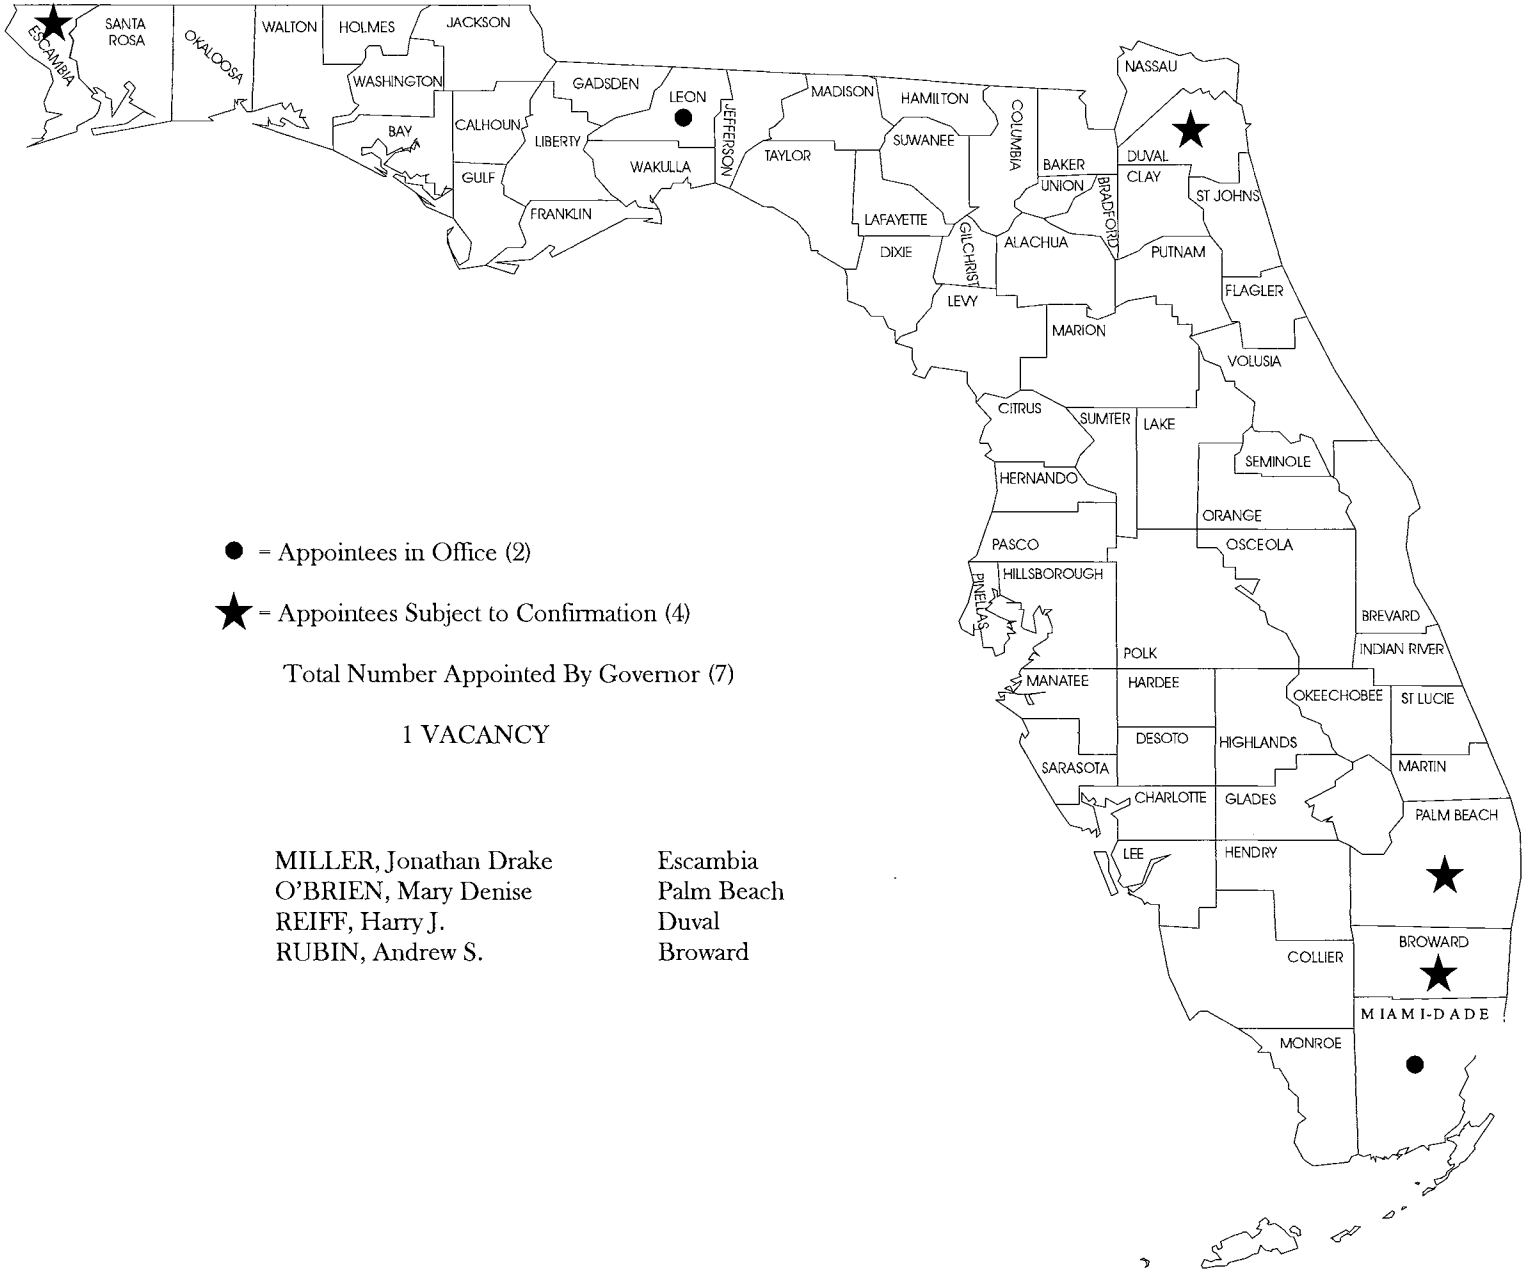 ESCAMBIA
SANTA
ROSA
OKALOOSA
WALTON
HOLMES
JACKSON
WASHINGTON
BAY
CALHOUN
GULF
LIBERTY
GADSDEN
LEON
JEFFERSON
WAKULLA
FRANKLIN
MADISON
TAYLOR
HAMILTON
SUWANEE
LAFAYETTE
DIXIE
COLUMBIA
GILCHRIST
BAKER
UNION
BRADFORD
ALACHUA
LEVY
NASSAU
DUVAL
CLAY
ST JOHNS
PUTNAM
FLAGLER
MARION
VOLUSIA
CITRUS
SUMTER
LAKE
SEMINOLE
HERNANDO
ORANGE
PASCO
OSCEOLA
HILLSBOROUGH
PINELLAS
BREVARD
INDIAN RIVER
POLK
MANATEE
HARDEE
OKEECHOBEE
ST LUCIE
DESOTO
HIGHLANDS
SARASOTA
MARTIN
CHARLOTTE
GLADES
PALM BEACH
LEE
HENDRY
BROWARD
COLLIER
MIAMI-DADE
MONROE
= Appointees in Office (2)
= Appointees Subject to Confirmation (4)
Total Number Appointed By Governor (7)
1 VACANCY
MILLER, Jonathan Drake Escambia
O'BRIEN, Mary Denise Palm Beach
REIFF, Harry J. Duval
RUBIN, Andrew S. Broward